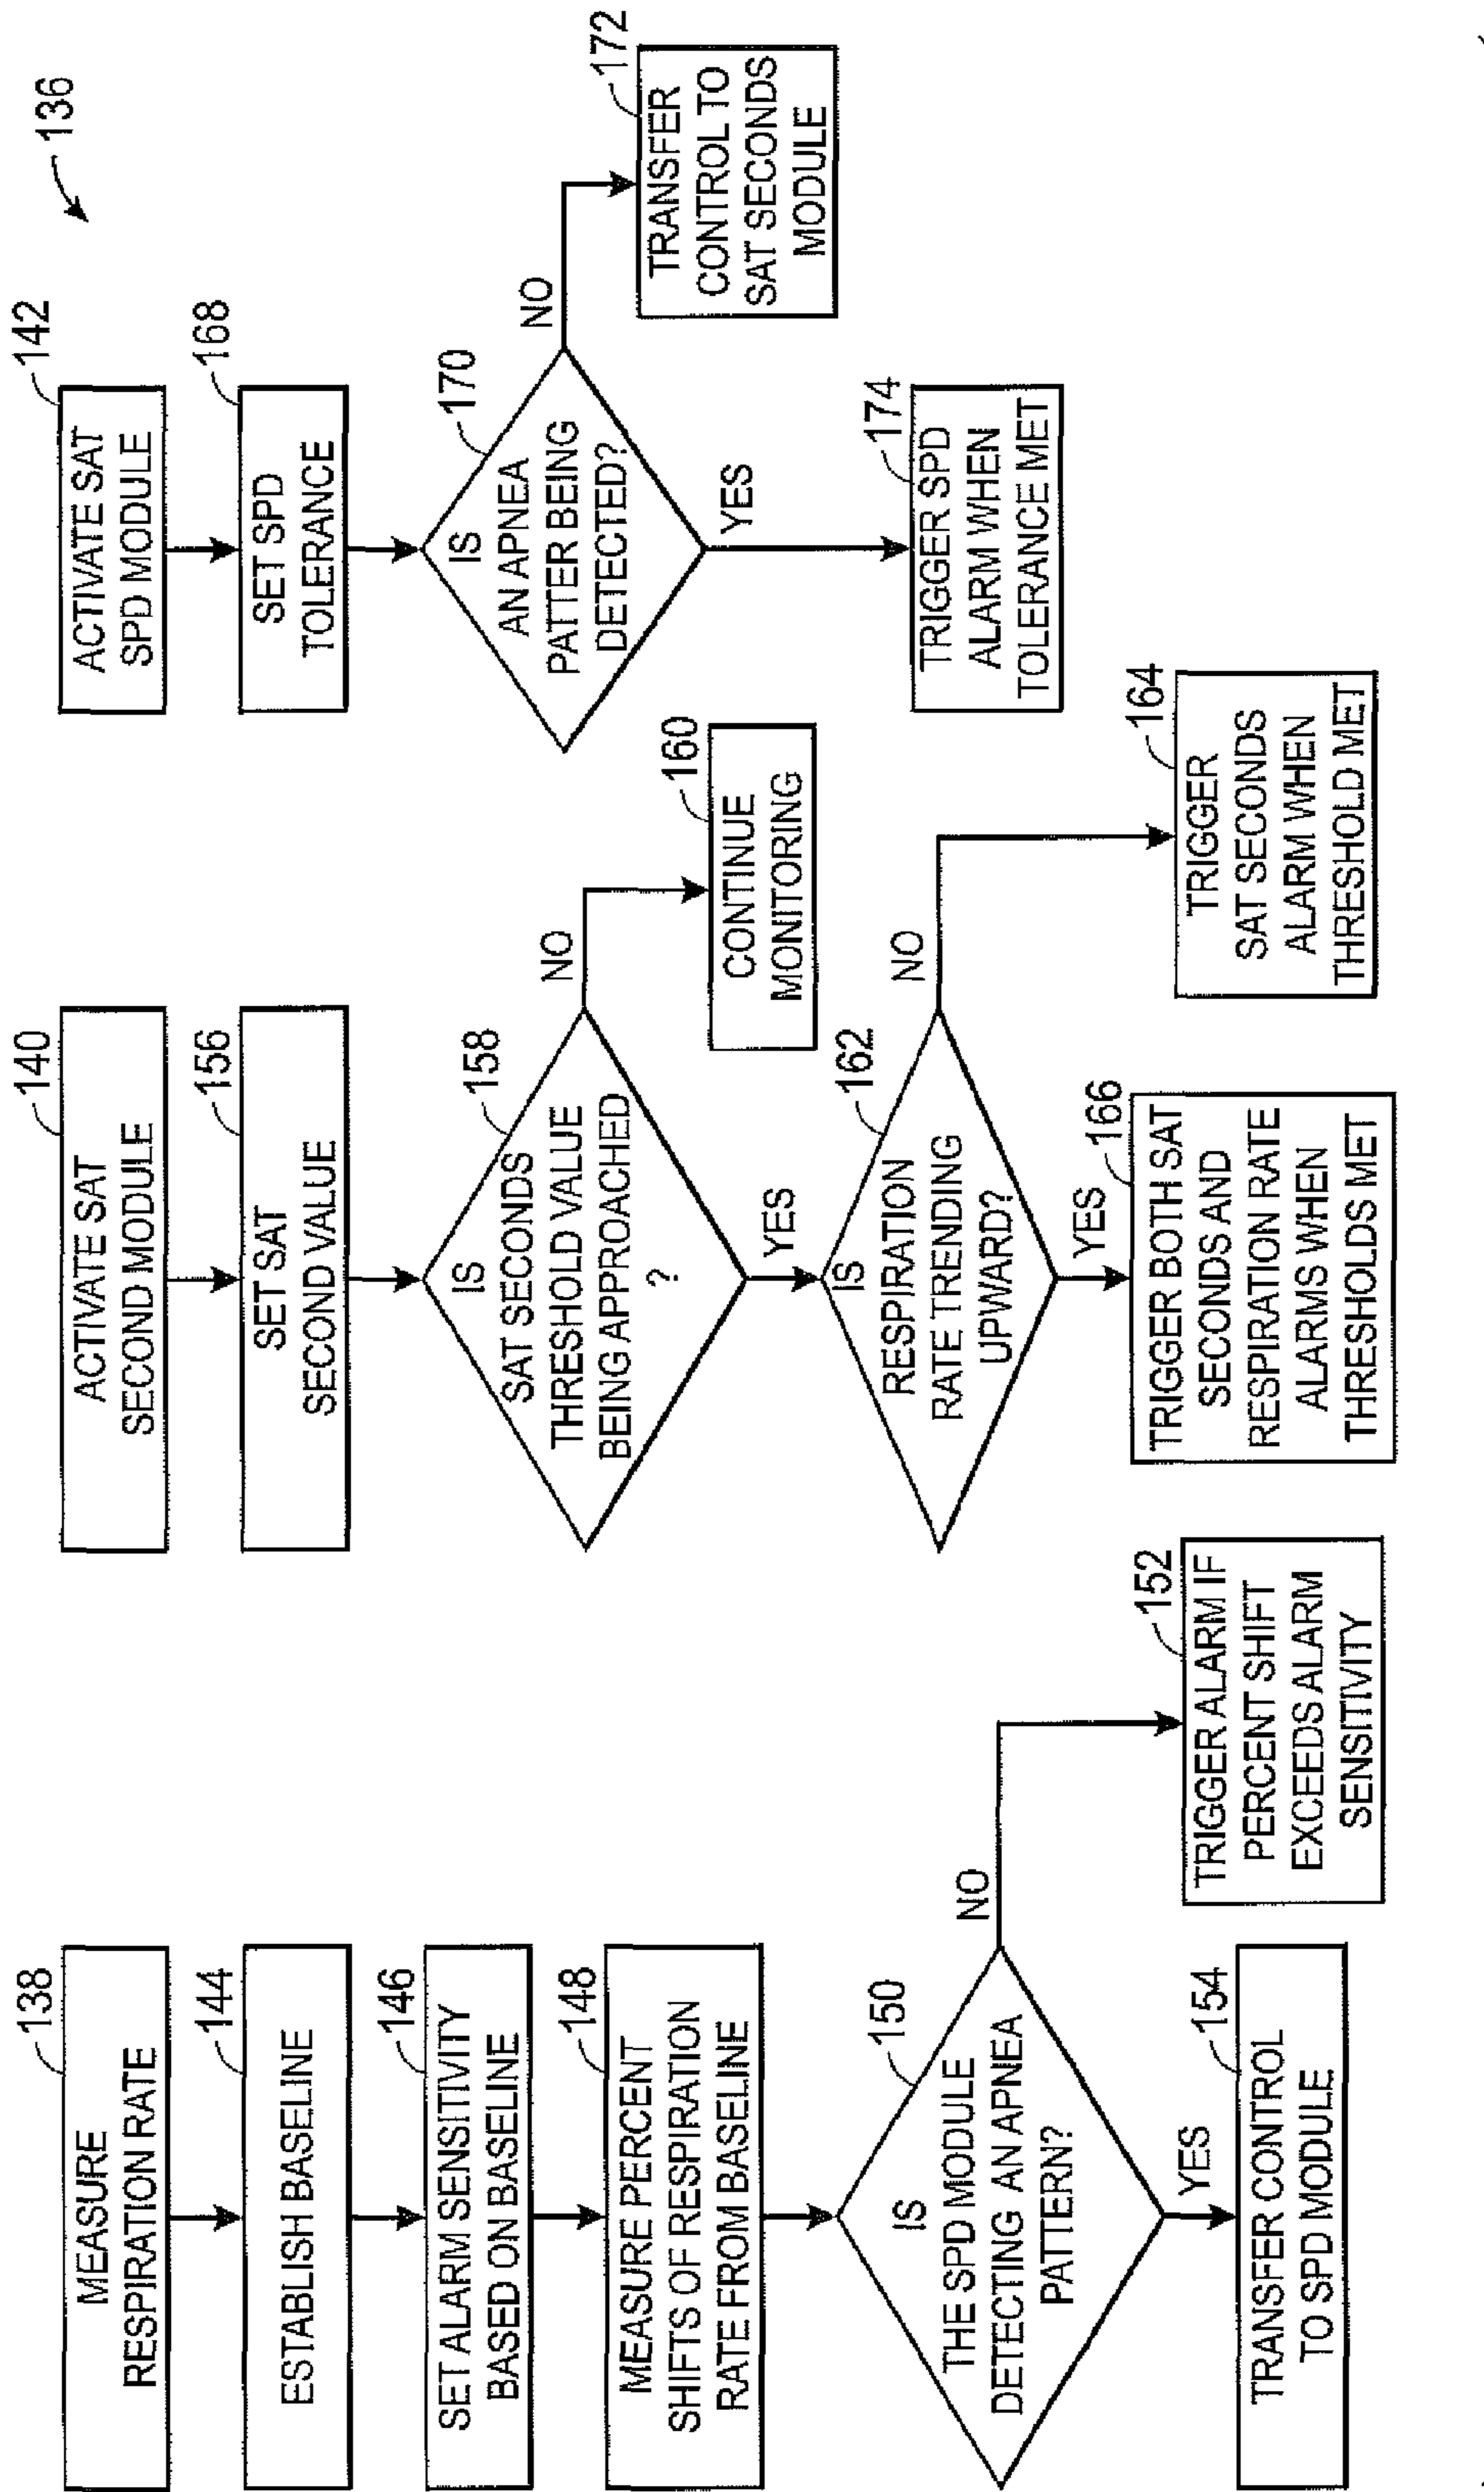 136
138
MEASURE
RESPIRATION RATE
144
ESTABLISH BASELINE
146
SET ALARM SENSITIVITY
BASED ON BASELINE
148
MEASURE PERCENT
SHIFTS OF RESPIRATION
RATE FROM BASELINE
150
IS
THE SPD MODULE
DETECTING AN APNEA
PATTERN?
NO
YES
152
TRIGGER ALARM IF
PERCENT SHIFT
EXCEEDS ALARM
SENSITIVITY
154
TRANSFER CONTROL
TO SPD MODULE
140
ACTIVATE SAT
SECOND MODULE
156
SET SAT
SECOND VALUE
158
IS
SAT SECONDS
THRESHOLD VALUE
BEING APPROACHED
?
NO
YES
160
CONTINUE
MONITORING
162
IS
RESPIRATION
RATE TRENDING
UPWARD?
NO
YES
164
TRIGGER
SAT SECONDS
ALARM WHEN
THRESHOLD MET
166
TRIGGER BOTH SAT
SECONDS AND
RESPIRATION RATE
ALARMS WHEN
THRESHOLDS MET
142
ACTIVATE SAT
SPD MODULE
168
SET SPD
TOLERANCE
170
IS
AN APNEA
PATTER BEING
DETECTED?
NO
YES
172
TRANSFER
CONTROL TO
SAT SECONDS
MODULE
174
TRIGGER SPD
ALARM WHEN
TOLERANCE MET